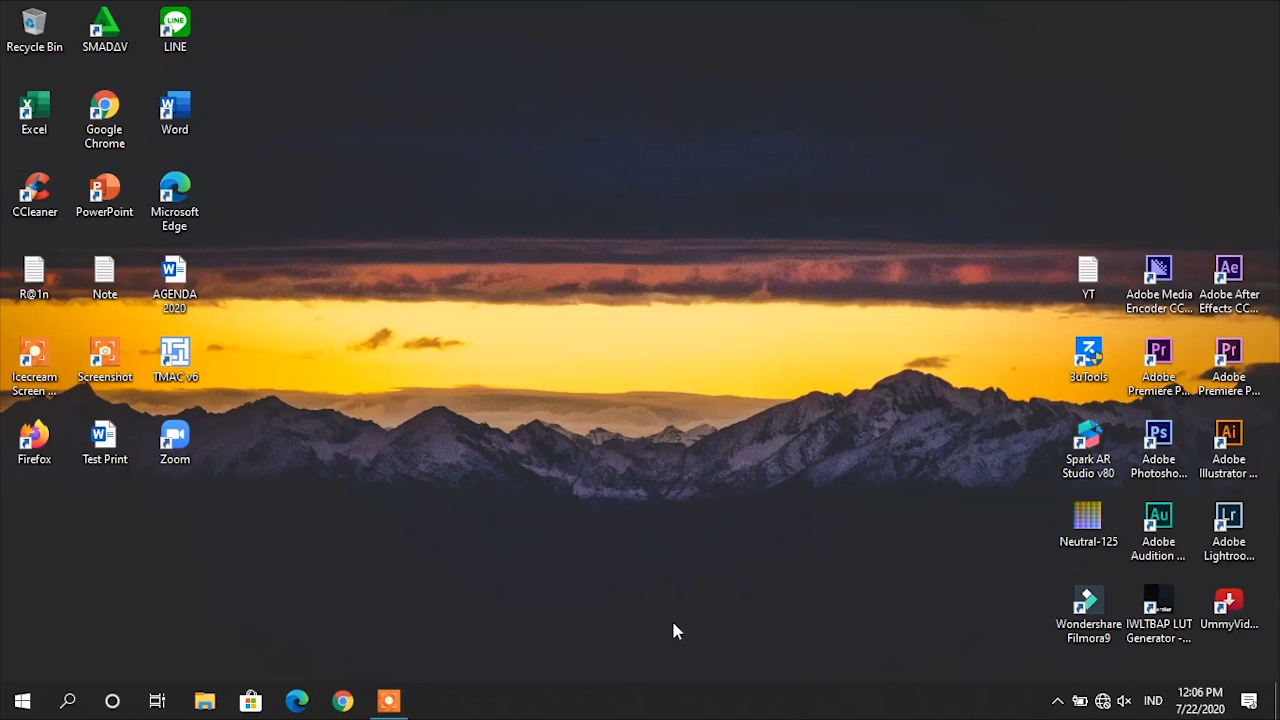 Recycle Bin
SMADΔV
LINE
Excel
Google
Chrome
Word
CCleaner
PowerPoint
Microsoft
Edge
R@1n
Note
AGENDA
2020
Icecream
Screen ...
Screenshot
TMAC v6
Firefox
Test Print
Zoom
YT
Adobe Media
Encoder CC...
Adobe After
Effects CC...
3uTools
Adobe
Premiere P...
Adobe
Premiere P...
Spark AR
Studio v80
Adobe
Photosho...
Adobe
Illustrator ...
Neutral-125
Adobe
Audition ...
Adobe
Lightroo...
Wondershare
Filmora9
IWLTBAP LUT
Generator -...
UmmyVid...
IND
12:06 PM
7/22/2020